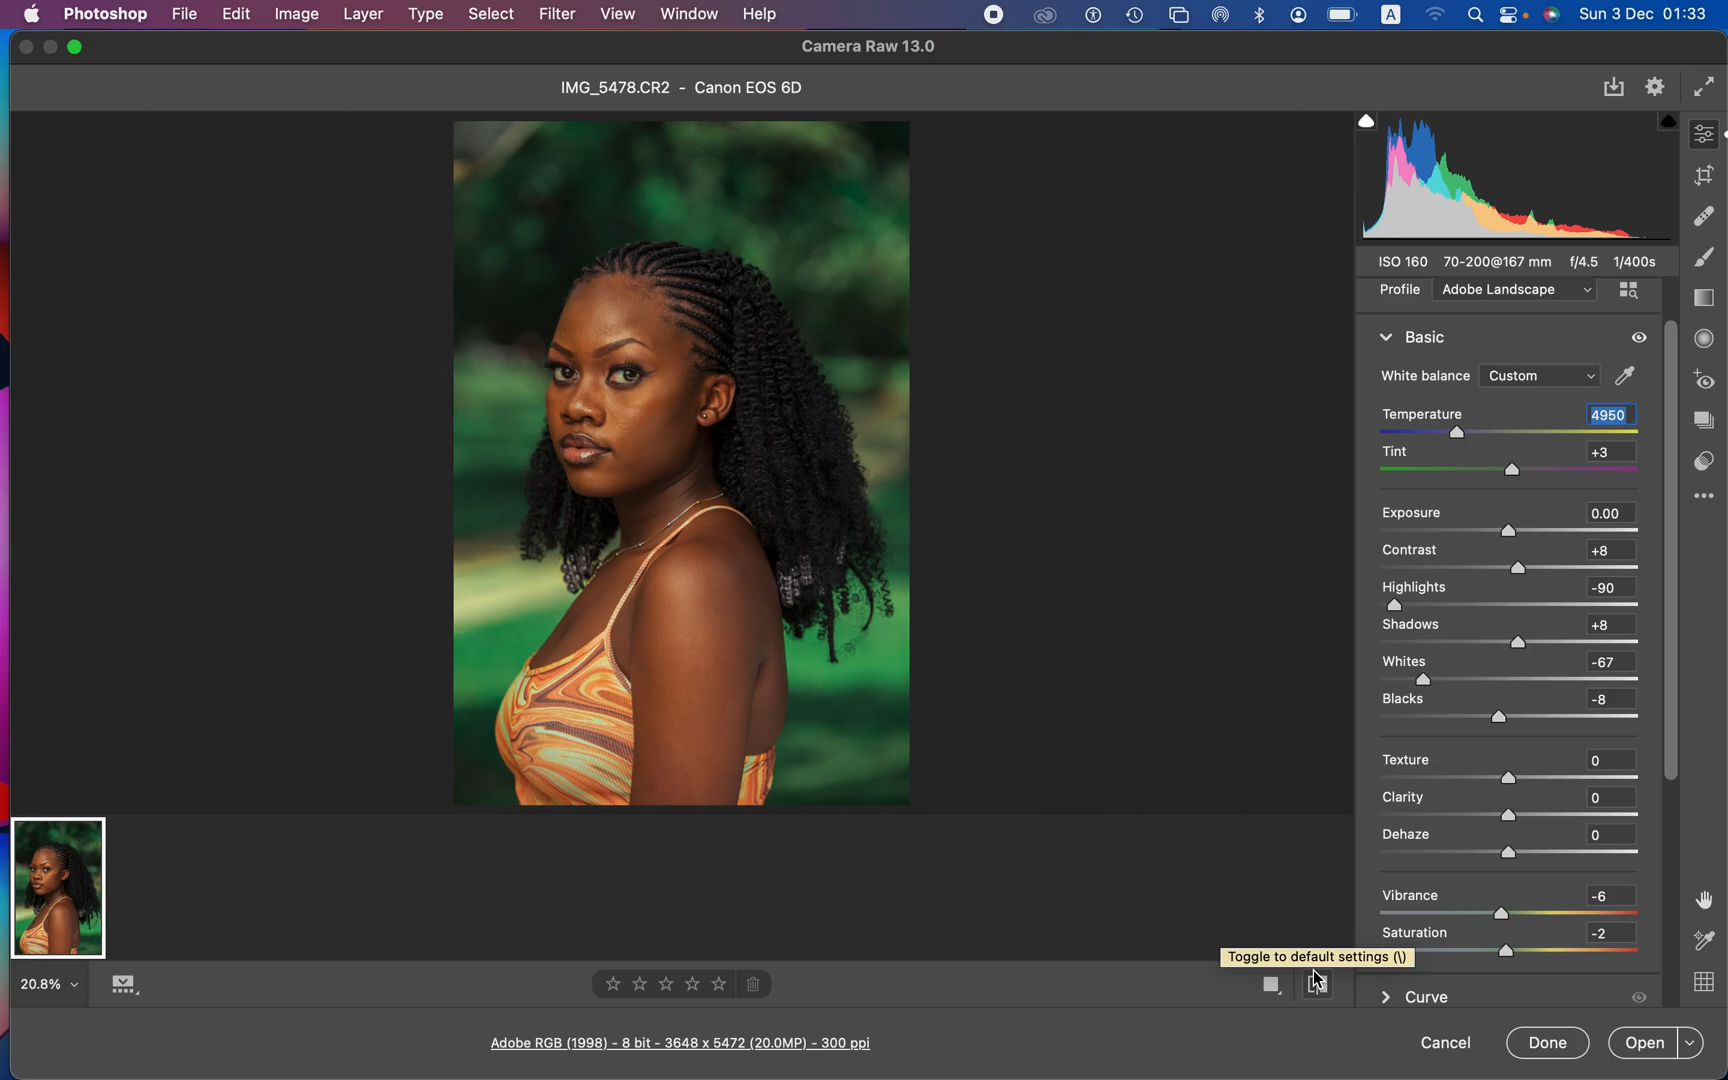 Photoshop File Edit Image Layer Type Select Filter View Window Help A Sun 3 Dec 01:33
Camera Raw 13.0
IMG_5478.CR2 - Canon EOS 6D
ISO 160 70-200@167 mm f/4.5 1/400s
Profile Adobe Landscape
Basic
White balance Custom
Temperature 4950
Tint +3
Exposure 0.00
Contrast +8
Highlights -90
Shadows +8
Whites -67
Blacks -8
Texture 0
Clarity 0
Dehaze 0
Vibrance -6
Saturation -2
Toggle to default settings (\)
20.8%
Curve
Adobe RGB (1998) - 8 bit - 3648 x 5472 (20.0MP) - 300 ppi
Cancel Done Open